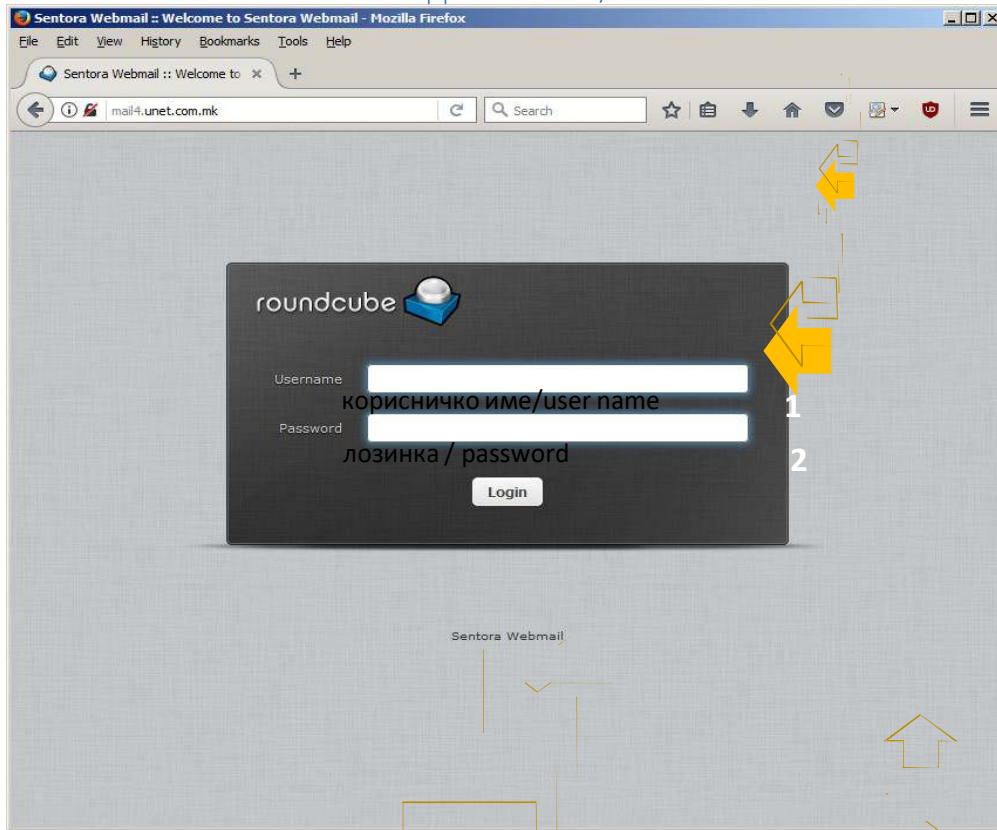 Sentora Webmail :: Welcome to Sentora Webmail - Mozilla Firefox
File Edit View History Bookmarks Tools Help
Sentora Webmail :: Welcome to
mail4.unet.com.mk
Search
roundcube
Username
корисничко име/user name
1
Password
лозинка / password
2
Login
Sentora Webmail